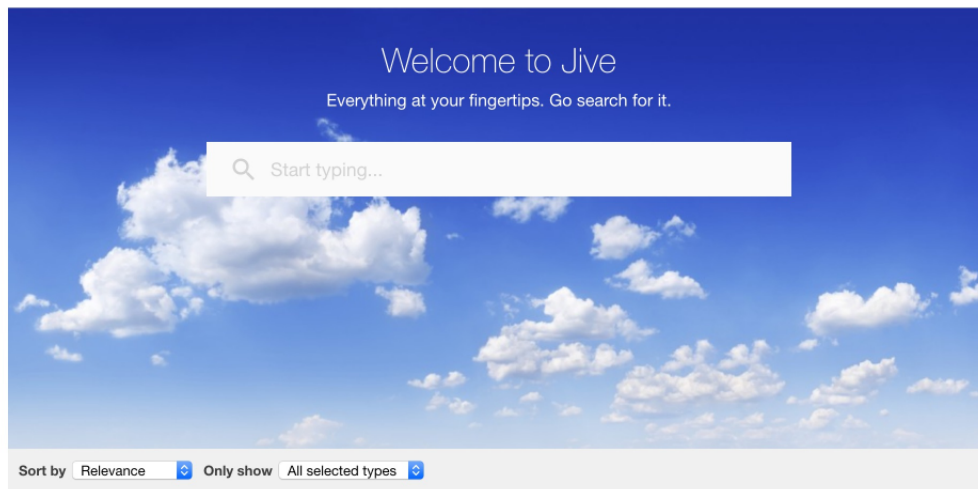 Welcome to Jive
Everything at your fingertips. Go search for it.
Start typing...
Sort by Relevance Only show All selected types